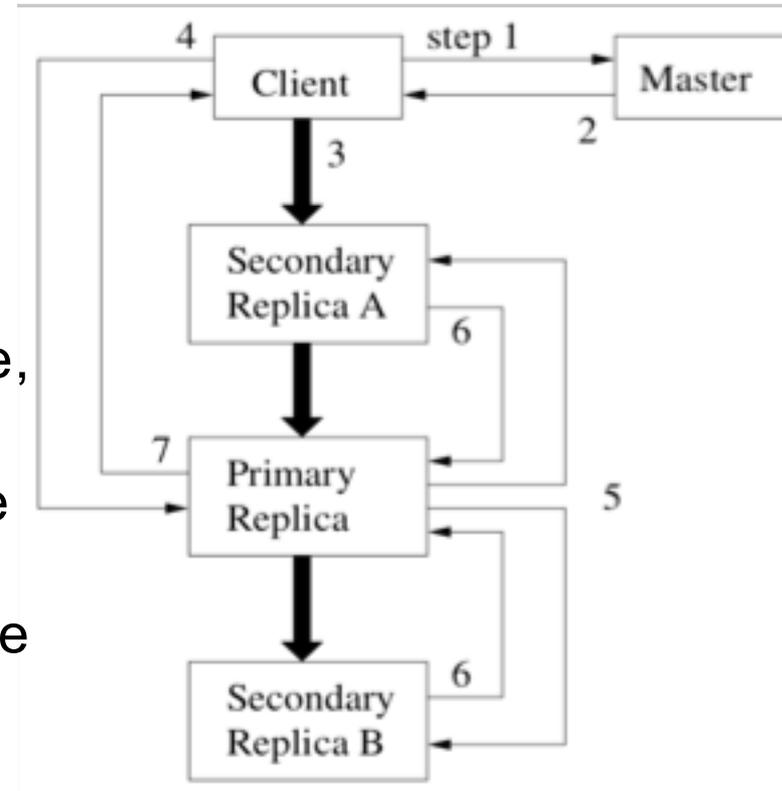 4
step 1
Client
Master
2
3
Secondary
Replica A
6
e,
7
Primary
Replica
5
e
e
6
Secondary
Replica B